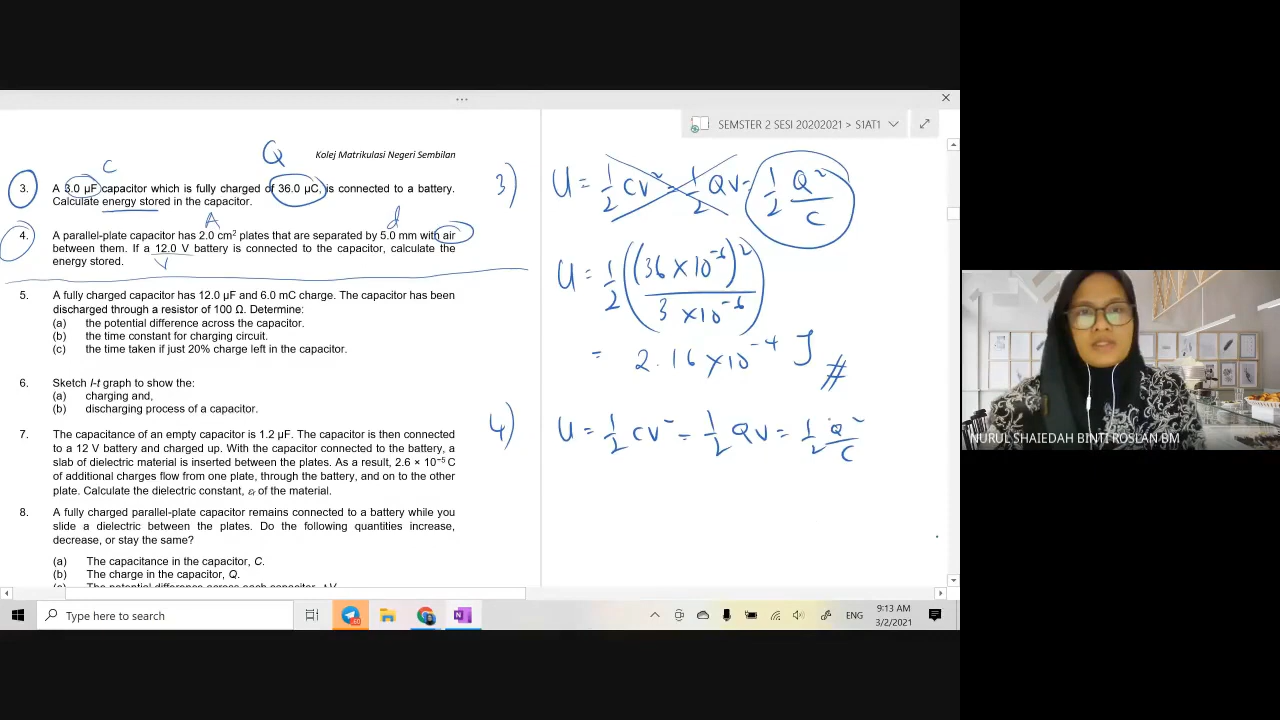 SEMSTER 2 SESI 20202021 > S1AT1
Q
Kolej Matrikulasi Negeri Sembilan
C
3. A 3.0 μF capacitor which is fully charged of 36.0 μC, is connected to a battery.
Calculate energy stored in the capacitor.
A d
4. A parallel-plate capacitor has 2.0 cm² plates that are separated by 5.0 mm with air
between them. If a 12.0 V battery is connected to the capacitor, calculate the
energy stored.
V
5. A fully charged capacitor has 12.0 μF and 6.0 mC charge. The capacitor has been
discharged through a resistor of 100 Ω. Determine:
(a) the potential difference across the capacitor.
(b) the time constant for charging circuit.
(c) the time taken if just 20% charge left in the capacitor.
6. Sketch I-t graph to show the:
(a) charging and,
(b) discharging process of a capacitor.
7. The capacitance of an empty capacitor is 1.2 μF. The capacitor is then connected
to a 12 V battery and charged up. With the capacitor connected to the battery, a
slab of dielectric material is inserted between the plates. As a result, 2.6 × 10⁻⁵ C
of additional charges flow from one plate, through the battery, and on to the other
plate. Calculate the dielectric constant, εr of the material.
8. A fully charged parallel-plate capacitor remains connected to a battery while you
slide a dielectric between the plates. Do the following quantities increase,
decrease, or stay the same?
(a) The capacitance in the capacitor, C.
(b) The charge in the capacitor, Q.
3) U = 1/2 CV² = 1/2 QV = 1/2 Q²/C
U = 1/2 ((36 × 10⁻⁶)² / 3 × 10⁻⁶)
= 2.16 × 10⁻⁴ J #
4) U = 1/2 CV² = 1/2 QV = 1/2 Q²/C
NURUL SHAIEDAH BINTI ROSLAN BM
Type here to search
60
ENG
9:13 AM
3/2/2021